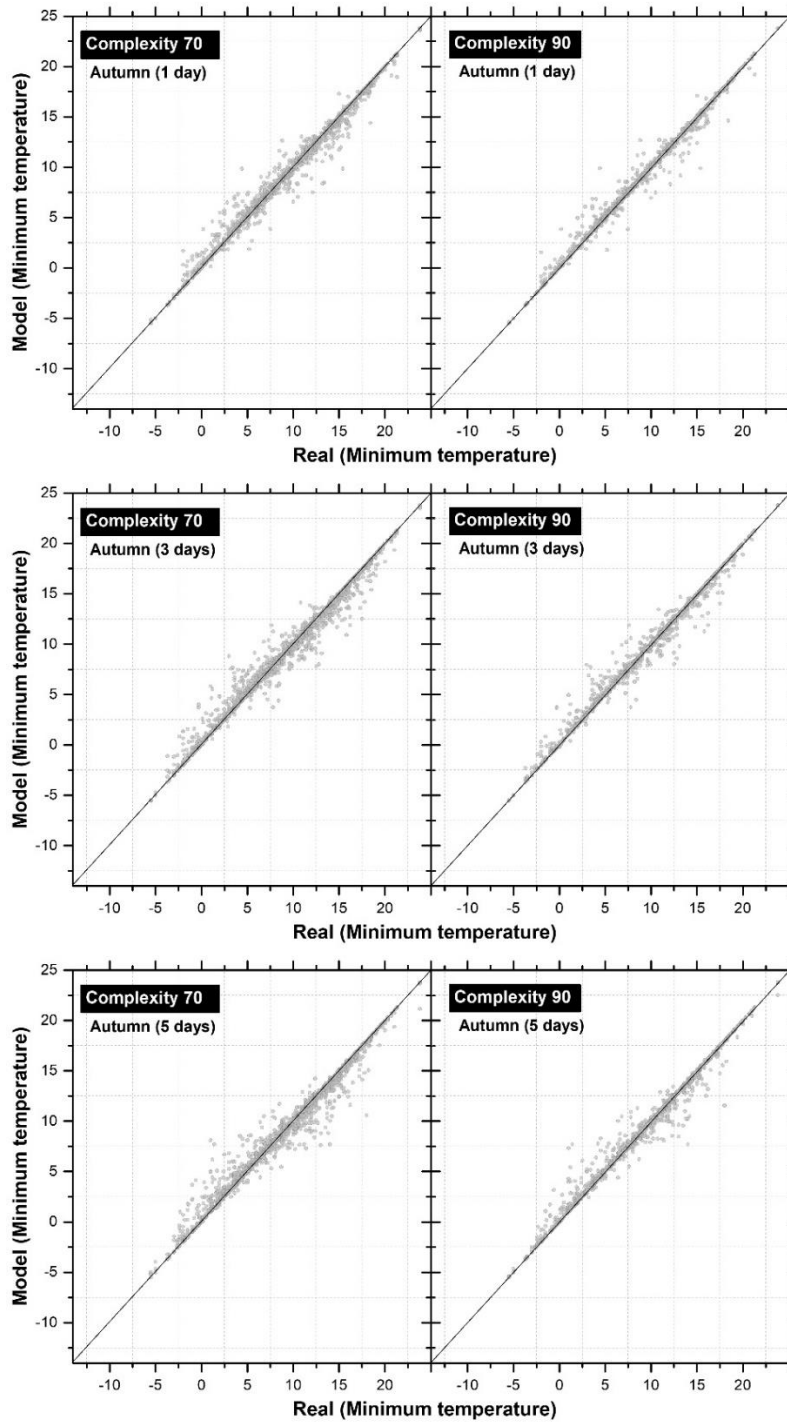 Complexity 70
Autumn (1 day)
Complexity 90
Autumn (1 day)
25
20
15
10
5
0
-5
-10
Model (Minimum temperature)
-10 -5 0 5 10 15 20 -10 -5 0 5 10 15 20
Real (Minimum temperature)
Complexity 70
Autumn (3 days)
Complexity 90
Autumn (3 days)
25
20
15
10
5
0
-5
-10
Model (Minimum temperature)
-10 -5 0 5 10 15 20 -10 -5 0 5 10 15 20
Real (Minimum temperature)
Complexity 70
Autumn (5 days)
Complexity 90
Autumn (5 days)
25
20
15
10
5
0
-5
-10
Model (Minimum temperature)
-10 -5 0 5 10 15 20 -10 -5 0 5 10 15 20
Real (Minimum temperature)